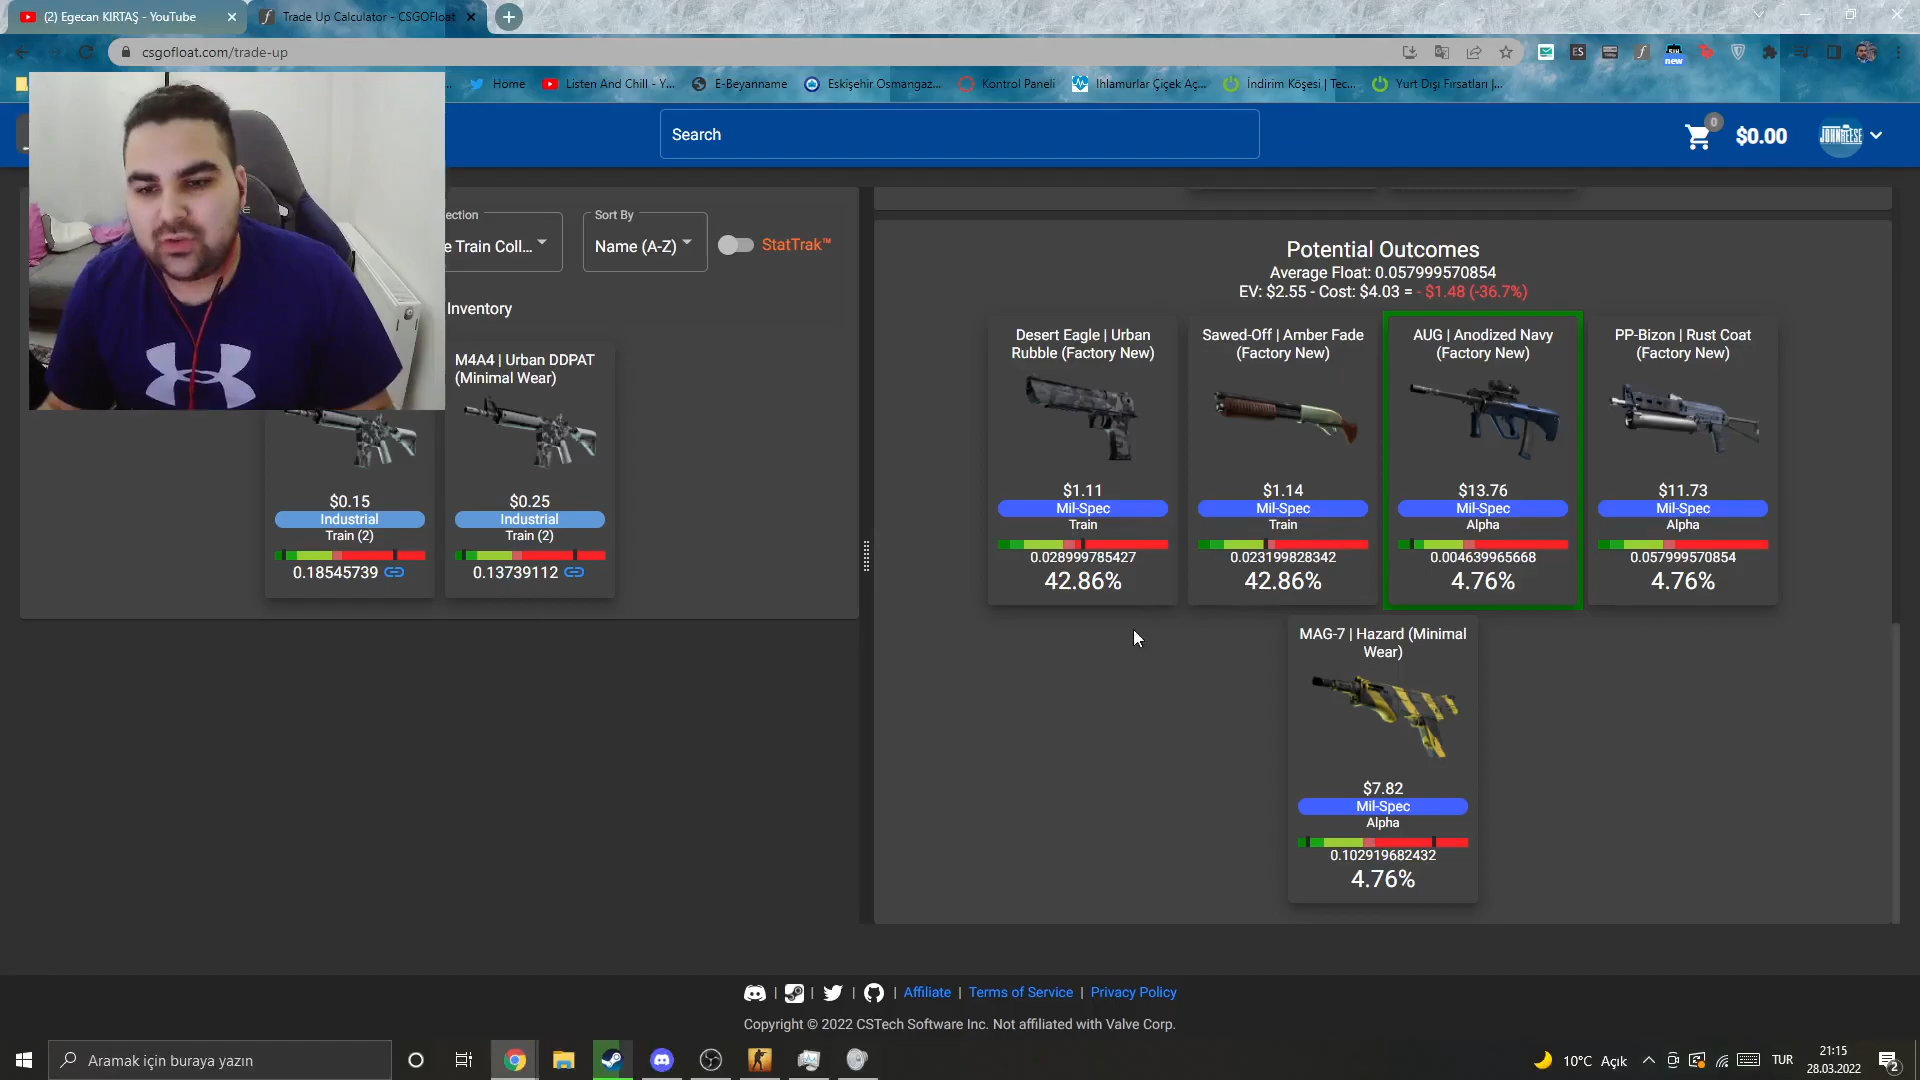 (2) Egecan KIRTAŞ - YouTube
Trade Up Calculator - CSGOFloat
csgofloat.com/trade-up
new
Home
Listen And Chill - Y...
E-Beyanname
Eskişehir Osmangaz...
Kontrol Paneli
Ihlamurlar Çiçek Aç...
İndirim Köşesi | Tec...
Yurt Dışı Fırsatları |...
Search
0
$0.00
JOHNREESE
ection
e Train Coll...
Sort By
Name (A-Z)
StatTrak™
Inventory
M4A4 | Urban DDPAT
(Minimal Wear)
$0.15
Industrial
Train (2)
0.18545739
$0.25
Industrial
Train (2)
0.13739112
Potential Outcomes
Average Float: 0.057999570854
EV: $2.55 - Cost: $4.03 = - $1.48 (-36.7%)
Desert Eagle | Urban
Rubble (Factory New)
$1.11
Mil-Spec
Train
0.028999785427
42.86%
Sawed-Off | Amber Fade
(Factory New)
$1.14
Mil-Spec
Train
0.023199828342
42.86%
AUG | Anodized Navy
(Factory New)
$13.76
Mil-Spec
Alpha
0.004639965668
4.76%
PP-Bizon | Rust Coat
(Factory New)
$11.73
Mil-Spec
Alpha
0.057999570854
4.76%
MAG-7 | Hazard (Minimal
Wear)
$7.82
Mil-Spec
Alpha
0.102919682432
4.76%
Affiliate | Terms of Service | Privacy Policy
Copyright © 2022 CSTech Software Inc. Not affiliated with Valve Corp.
Aramak için buraya yazın
10°C Açık
TUR
21:15
28.03.2022
2